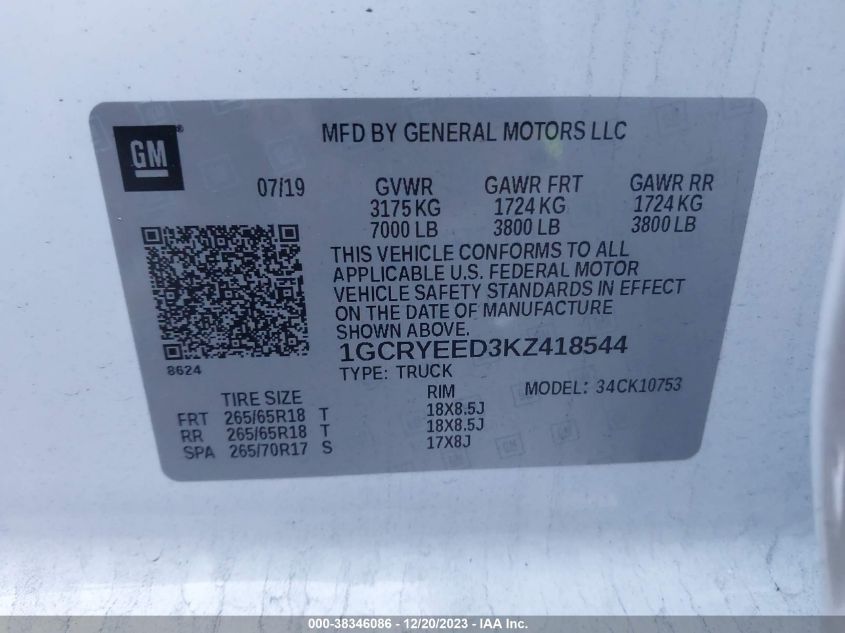 GM
®
MFD BY GENERAL MOTORS LLC
07/19 GVWR GAWR FRT GAWR RR
3175 KG 1724 KG 1724 KG
7000 LB 3800 LB 3800 LB
THIS VEHICLE CONFORMS TO ALL
APPLICABLE U.S. FEDERAL MOTOR
VEHICLE SAFETY STANDARDS IN EFFECT
ON THE DATE OF MANUFACTURE
SHOWN ABOVE.
1GCRYEED3KZ418544
8624
TYPE: TRUCK
TIRE SIZE RIM MODEL: 34CK10753
FRT 265/65R18 T 18X8.5J
RR 265/65R18 T 18X8.5J
SPA 265/70R17 S 17X8J
GM
000-38346086 - 12/20/2023 - IAA Inc.